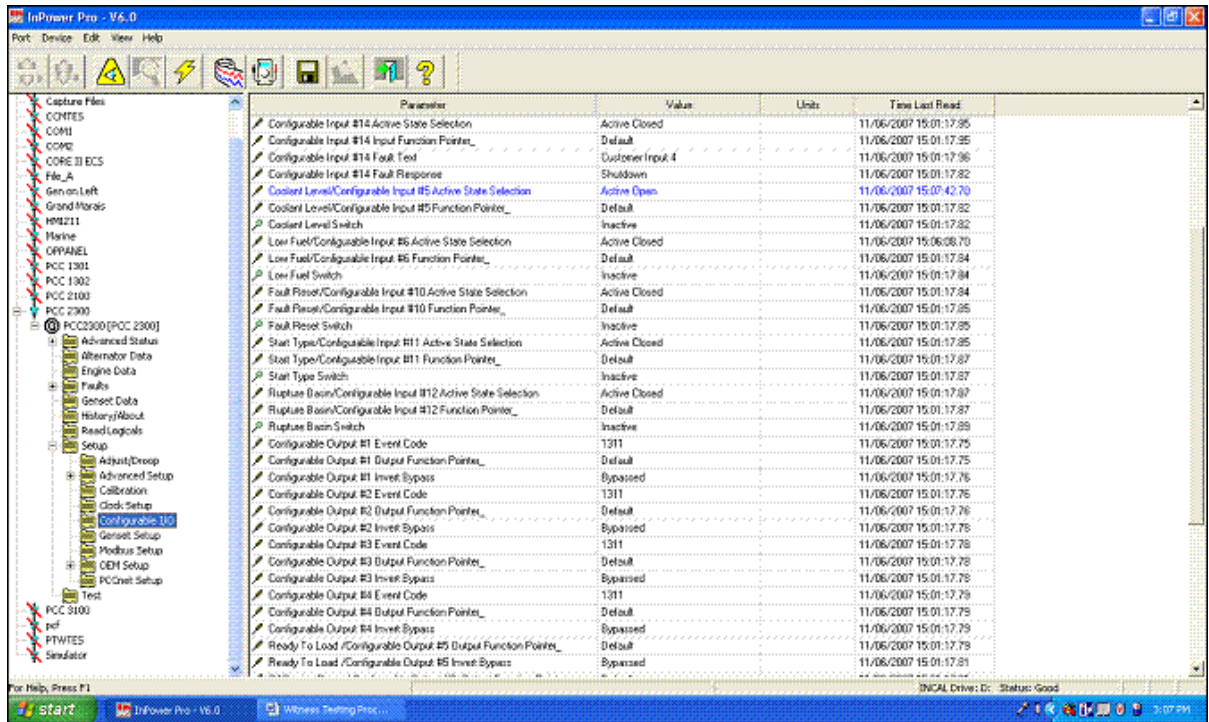 InPower Pro - V6.0
Port Device Edit View Help
Capture Files
CCMTES
COM1
COM2
CORE II ECS
File_A
Gen on Left
Grand Marais
HMI211
Marine
OPPANEL
PCC 1301
PCC 1302
PCC 2100
PCC 2300
PCC2300 [PCC 2300]
Advanced Status
Alternator Data
Engine Data
Faults
Genset Data
History/About
Read Logicals
Setup
Adjust/Droop
Advanced Setup
Calibration
Clock Setup
Configurable I/O
Genset Setup
Modbus Setup
OEM Setup
PCCnet Setup
Test
PCC 3100
pcf
PTWTES
Simulator
Parameter Value Units Time Last Read
Configurable Input #14 Active State Selection Active Closed 11/06/2007 15:01:17.95
Configurable Input #14 Input Function Pointer_ Default 11/06/2007 15:01:17.95
Configurable Input #14 Fault Text Customer Input 4 11/06/2007 15:01:17.96
Configurable Input #14 Fault Response Shutdown 11/06/2007 15:01:17.82
Coolant Level/Configurable Input #5 Active State Selection Active Open 11/06/2007 15:07:42.70
Coolant Level/Configurable Input #5 Function Pointer_ Default 11/06/2007 15:01:17.82
Coolant Level Switch Inactive 11/06/2007 15:01:17.82
Low Fuel/Configurable Input #6 Active State Selection Active Closed 11/06/2007 15:06:08.70
Low Fuel/Configurable Input #6 Function Pointer_ Default 11/06/2007 15:01:17.84
Low Fuel Switch Inactive 11/06/2007 15:01:17.84
Fault Reset/Configurable Input #10 Active State Selection Active Closed 11/06/2007 15:01:17.84
Fault Reset/Configurable Input #10 Function Pointer_ Default 11/06/2007 15:01:17.85
Fault Reset Switch Inactive 11/06/2007 15:01:17.85
Start Type/Configurable Input #11 Active State Selection Active Closed 11/06/2007 15:01:17.85
Start Type/Configurable Input #11 Function Pointer_ Default 11/06/2007 15:01:17.87
Start Type Switch Inactive 11/06/2007 15:01:17.87
Rupture Basin/Configurable Input #12 Active State Selection Active Closed 11/06/2007 15:01:17.87
Rupture Basin/Configurable Input #12 Function Pointer_ Default 11/06/2007 15:01:17.87
Rupture Basin Switch Inactive 11/06/2007 15:01:17.89
Configurable Output #1 Event Code 1311 11/06/2007 15:01:17.75
Configurable Output #1 Output Function Pointer_ Default 11/06/2007 15:01:17.75
Configurable Output #1 Invert Bypass Bypassed 11/06/2007 15:01:17.76
Configurable Output #2 Event Code 1311 11/06/2007 15:01:17.76
Configurable Output #2 Output Function Pointer_ Default 11/06/2007 15:01:17.76
Configurable Output #2 Invert Bypass Bypassed 11/06/2007 15:01:17.78
Configurable Output #3 Event Code 1311 11/06/2007 15:01:17.78
Configurable Output #3 Output Function Pointer_ Default 11/06/2007 15:01:17.78
Configurable Output #3 Invert Bypass Bypassed 11/06/2007 15:01:17.78
Configurable Output #4 Event Code 1311 11/06/2007 15:01:17.79
Configurable Output #4 Output Function Pointer_ Default 11/06/2007 15:01:17.79
Configurable Output #4 Invert Bypass Bypassed 11/06/2007 15:01:17.79
Ready To Load /Configurable Output #5 Output Function Pointer_ Default 11/06/2007 15:01:17.79
Ready To Load /Configurable Output #5 Invert Bypass Bypassed 11/06/2007 15:01:17.81
For Help, Press F1 INCAL Drive: D: Status: Good
start InPower Pro - V6.0 Witness Testing Proc... 3:07 PM